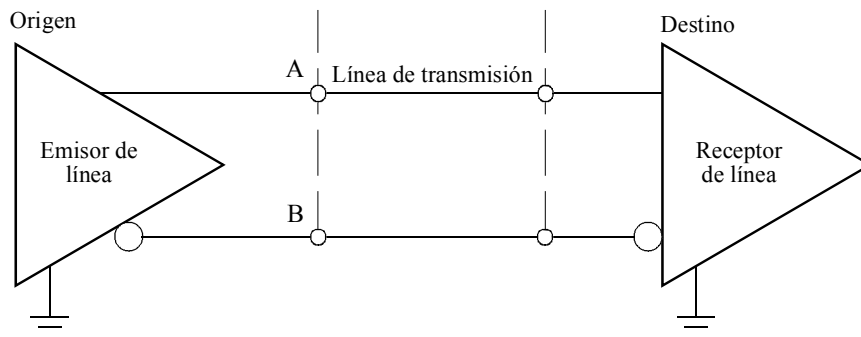 Origen
Destino
A
Línea de transmisión
Emisor de
línea
Receptor
de línea
B